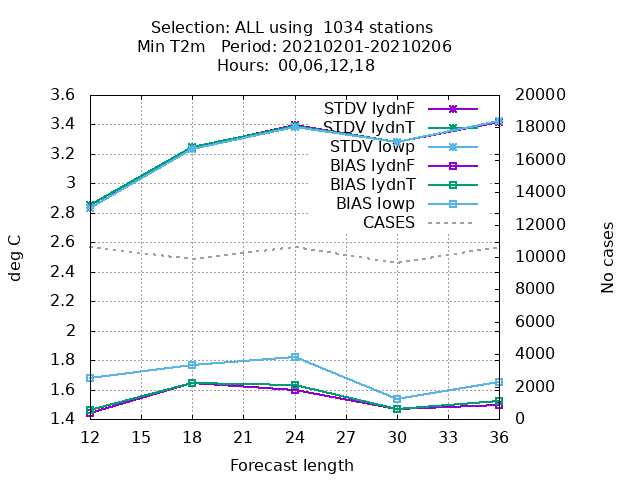 Selection: ALL using  1034 stations
Min T2m   Period: 20210201-20210206
Hours:  00,06,12,18
3.6
3.4
3.2
3
2.8
2.6
2.4
2.2
2
1.8
1.6
1.4
deg C
STDV lydnF
STDV lydnT
STDV lowp
BIAS lydnF
BIAS lydnT
BIAS lowp
CASES
20000
18000
16000
14000
12000
10000
8000
6000
4000
2000
0
No cases
12 15 18 21 24 27 30 33 36
Forecast length